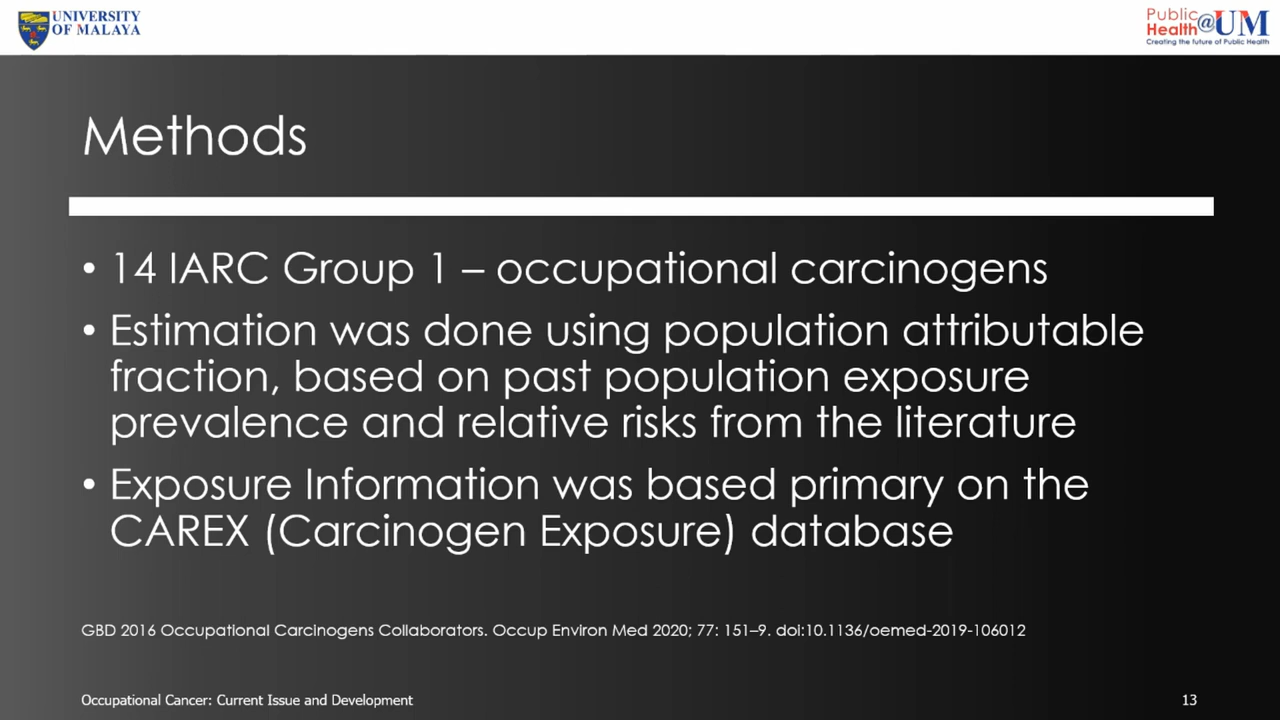 UNIVERSITY
OF MALAYA
Public
Health@UM
Creating the future of Public Health
Methods
• 14 IARC Group 1 – occupational carcinogens
• Estimation was done using population attributable
fraction, based on past population exposure
prevalence and relative risks from the literature
• Exposure Information was based primary on the
CAREX (Carcinogen Exposure) database
GBD 2016 Occupational Carcinogens Collaborators. Occup Environ Med 2020; 77: 151–9. doi:10.1136/oemed-2019-106012
Occupational Cancer: Current Issue and Development
13